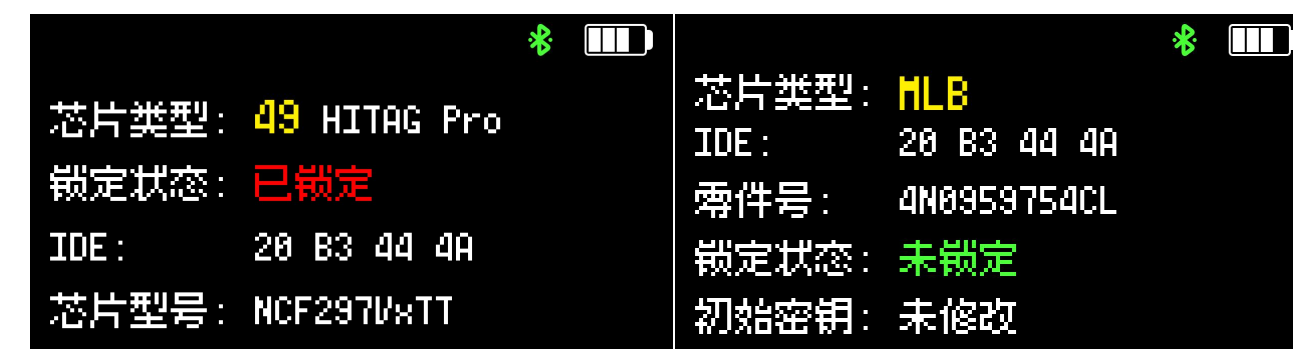 芯片类型: 49 HITAG Pro
锁定状态: 已锁定
IDE: 20 B3 44 4A
芯片型号: NCF297VxTT
芯片类型: MLB
IDE: 20 B3 44 4A
零件号: 4N0959754CL
锁定状态: 未锁定
初始密钥: 未修改